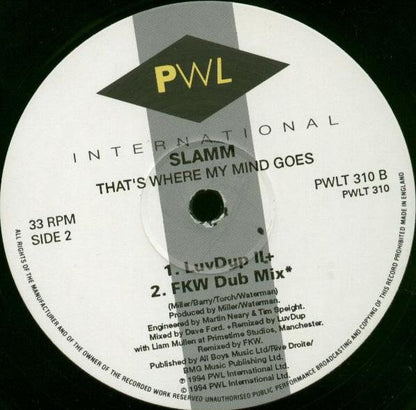 PWL
INTERNATIONAL
SLAMM
THAT'S WHERE MY MIND GOES
33 RPM
SIDE 2
PWLT 310 B
PWLT 310
1. LuvDup II+
2. FKW Dub Mix*
(Miller/Barry/Torch/Waterman)
Produced by Miller/Waterman.
Engineered by Martin Neary & Tim Speight.
Mixed by Dave Ford. +Remixed by LuvDup
with Liam Mullen at Primetime Studios, Manchester.
Remixed by FKW.
Published by All Boys Music Ltd/Rive Droite/
BMG Music Publishing Ltd.
℗ 1994 PWL International Ltd.
© 1994 PWL International Ltd.
ALL RIGHTS OF THE MANUFACTURER AND OF THE OWNER OF THE RECORDED WORK RESERVED UNAUTHORISED PUBLIC PERFORMANCE BROADCASTING AND COPYING OF THIS RECORD PROHIBITED MADE IN ENGLAND